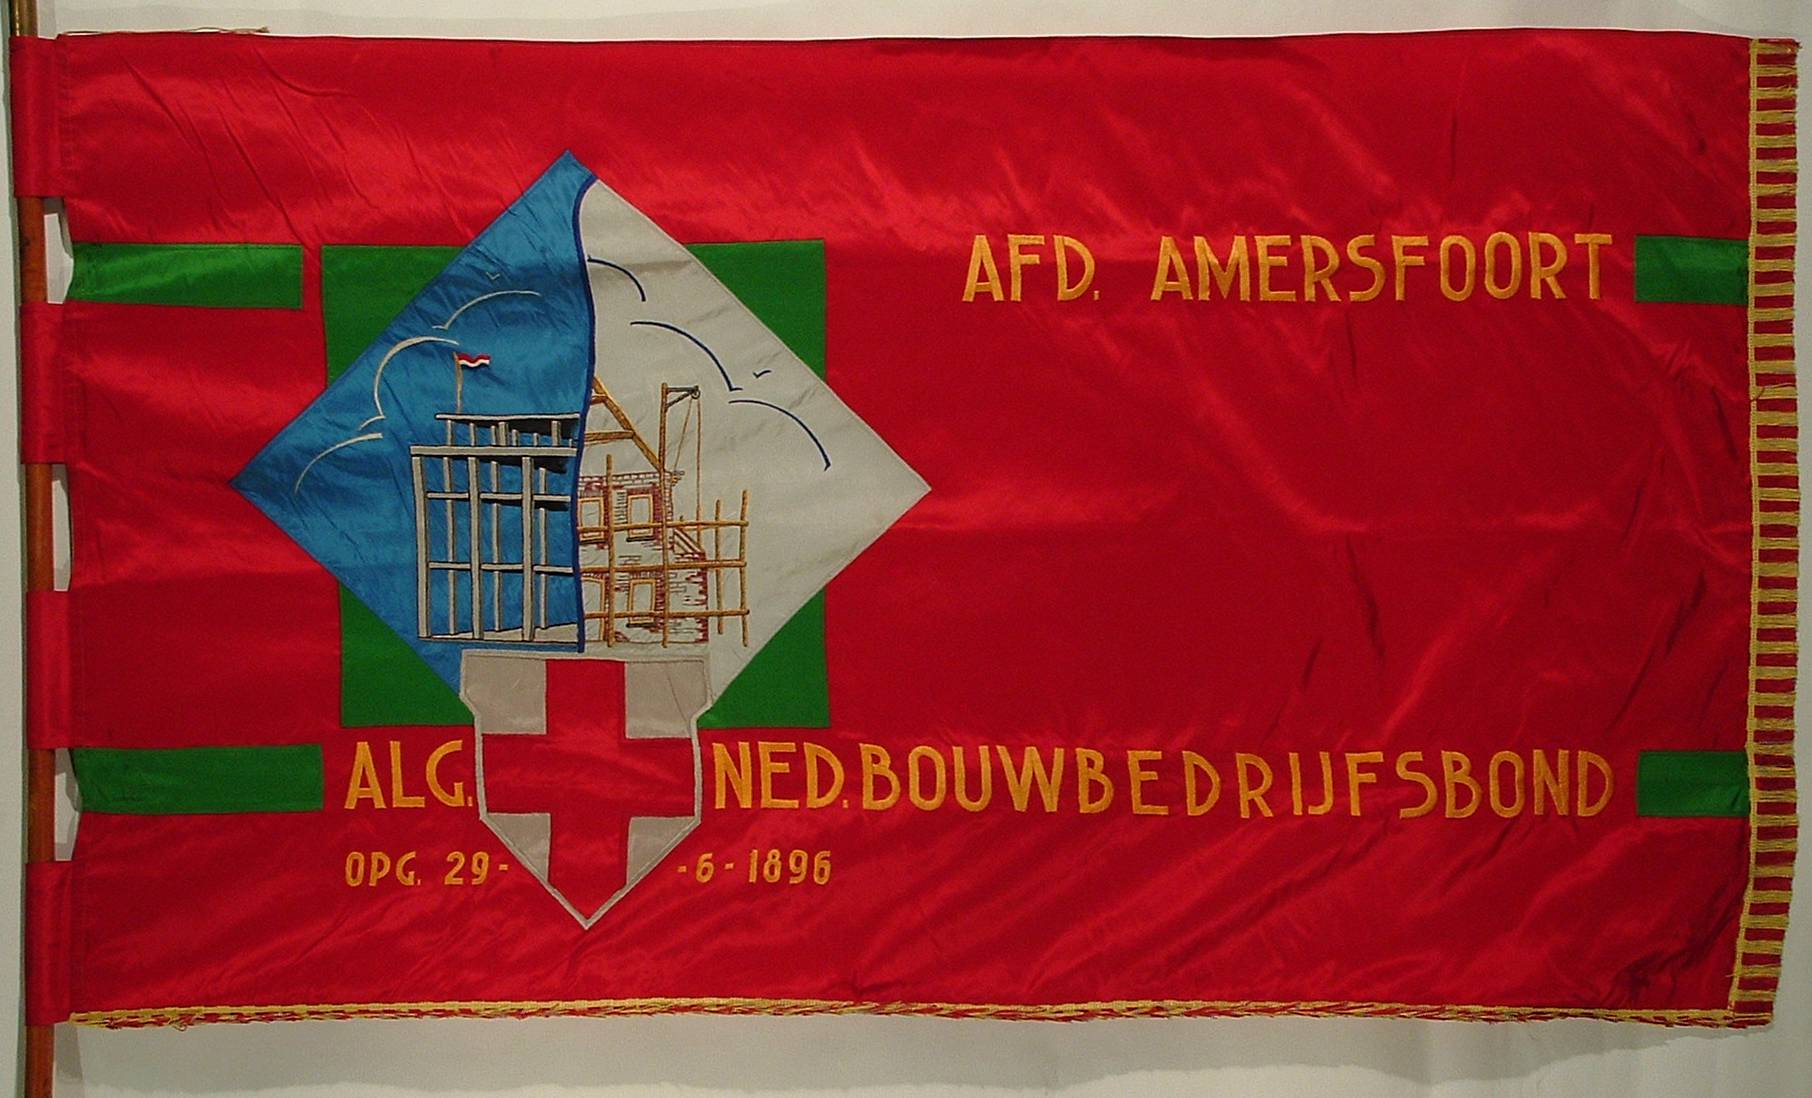 AFD. AMERSFOORT
ALG. NED. BOUWBEDRIJFSBOND
OPG. 29- -6-1896